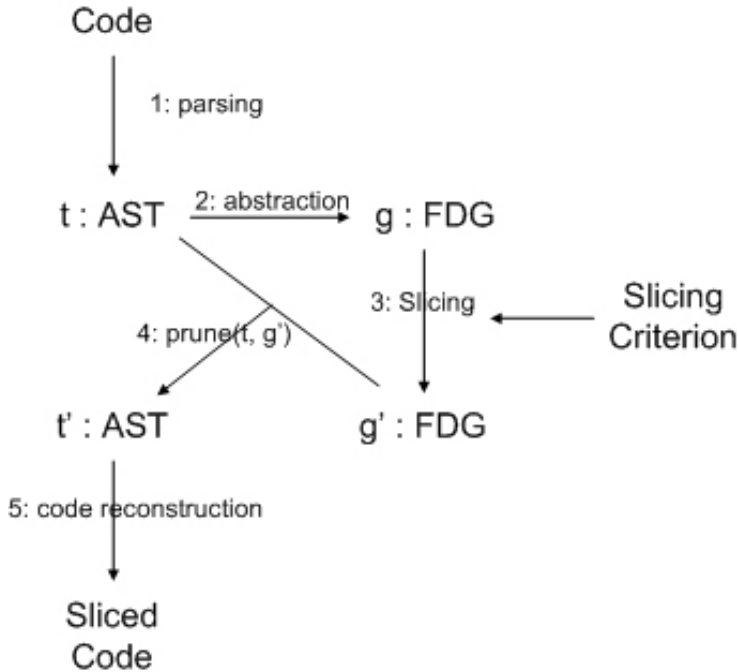 Code
1: parsing
t : AST
2: abstraction
g : FDG
3: Slicing
Slicing
Criterion
4: prune(t, g')
t' : AST
g' : FDG
5: code reconstruction
Sliced
Code